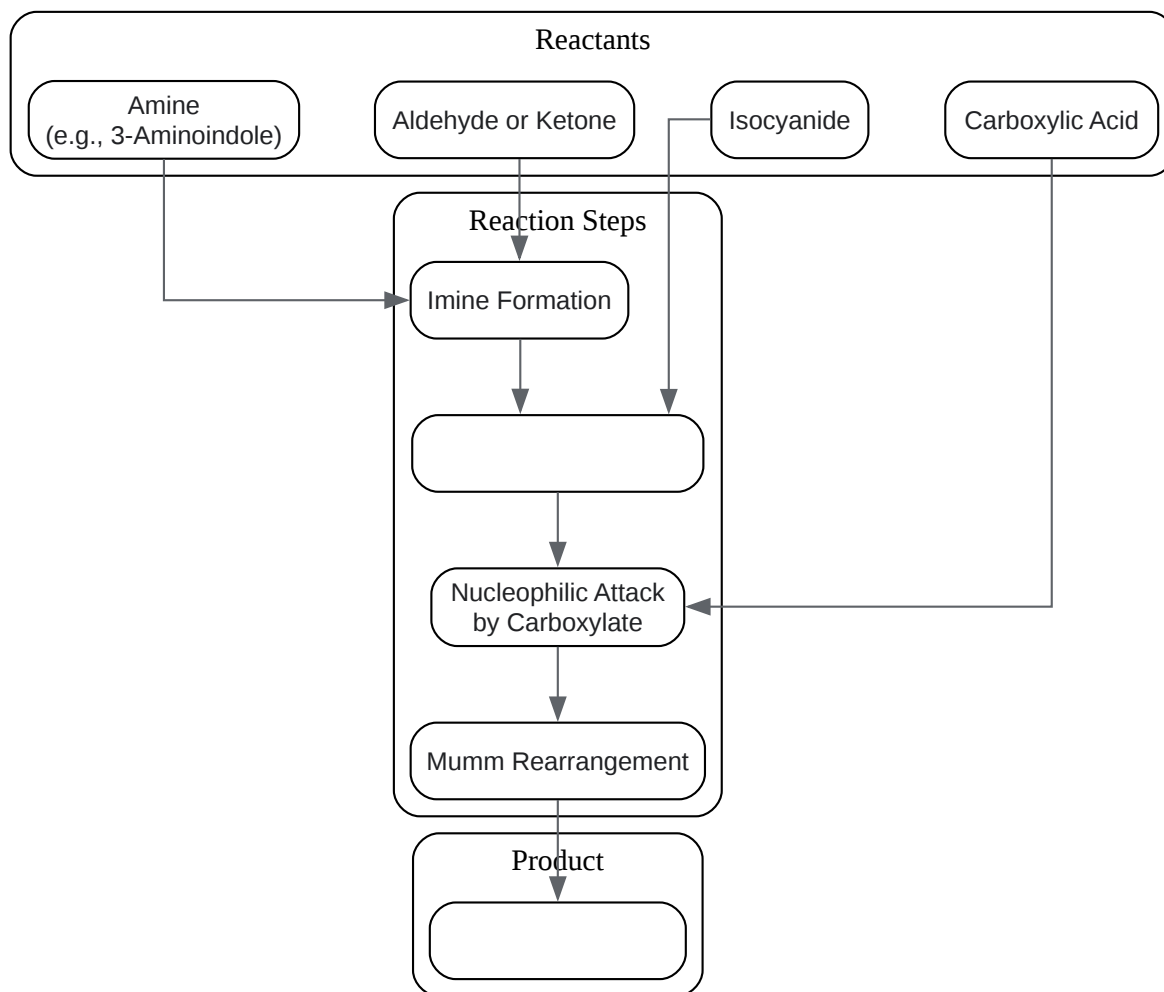 Reactants
Amine
(e.g., 3-Aminoindole)
Aldehyde or Ketone
Isocyanide
Carboxylic Acid
Reaction Steps
Imine Formation
Nucleophilic Attack
by Carboxylate
Mumm Rearrangement
Product